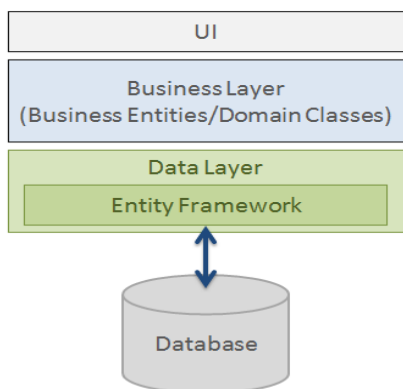 UI
Business Layer
(Business Entities/Domain Classes)
Data Layer
Entity Framework
Database